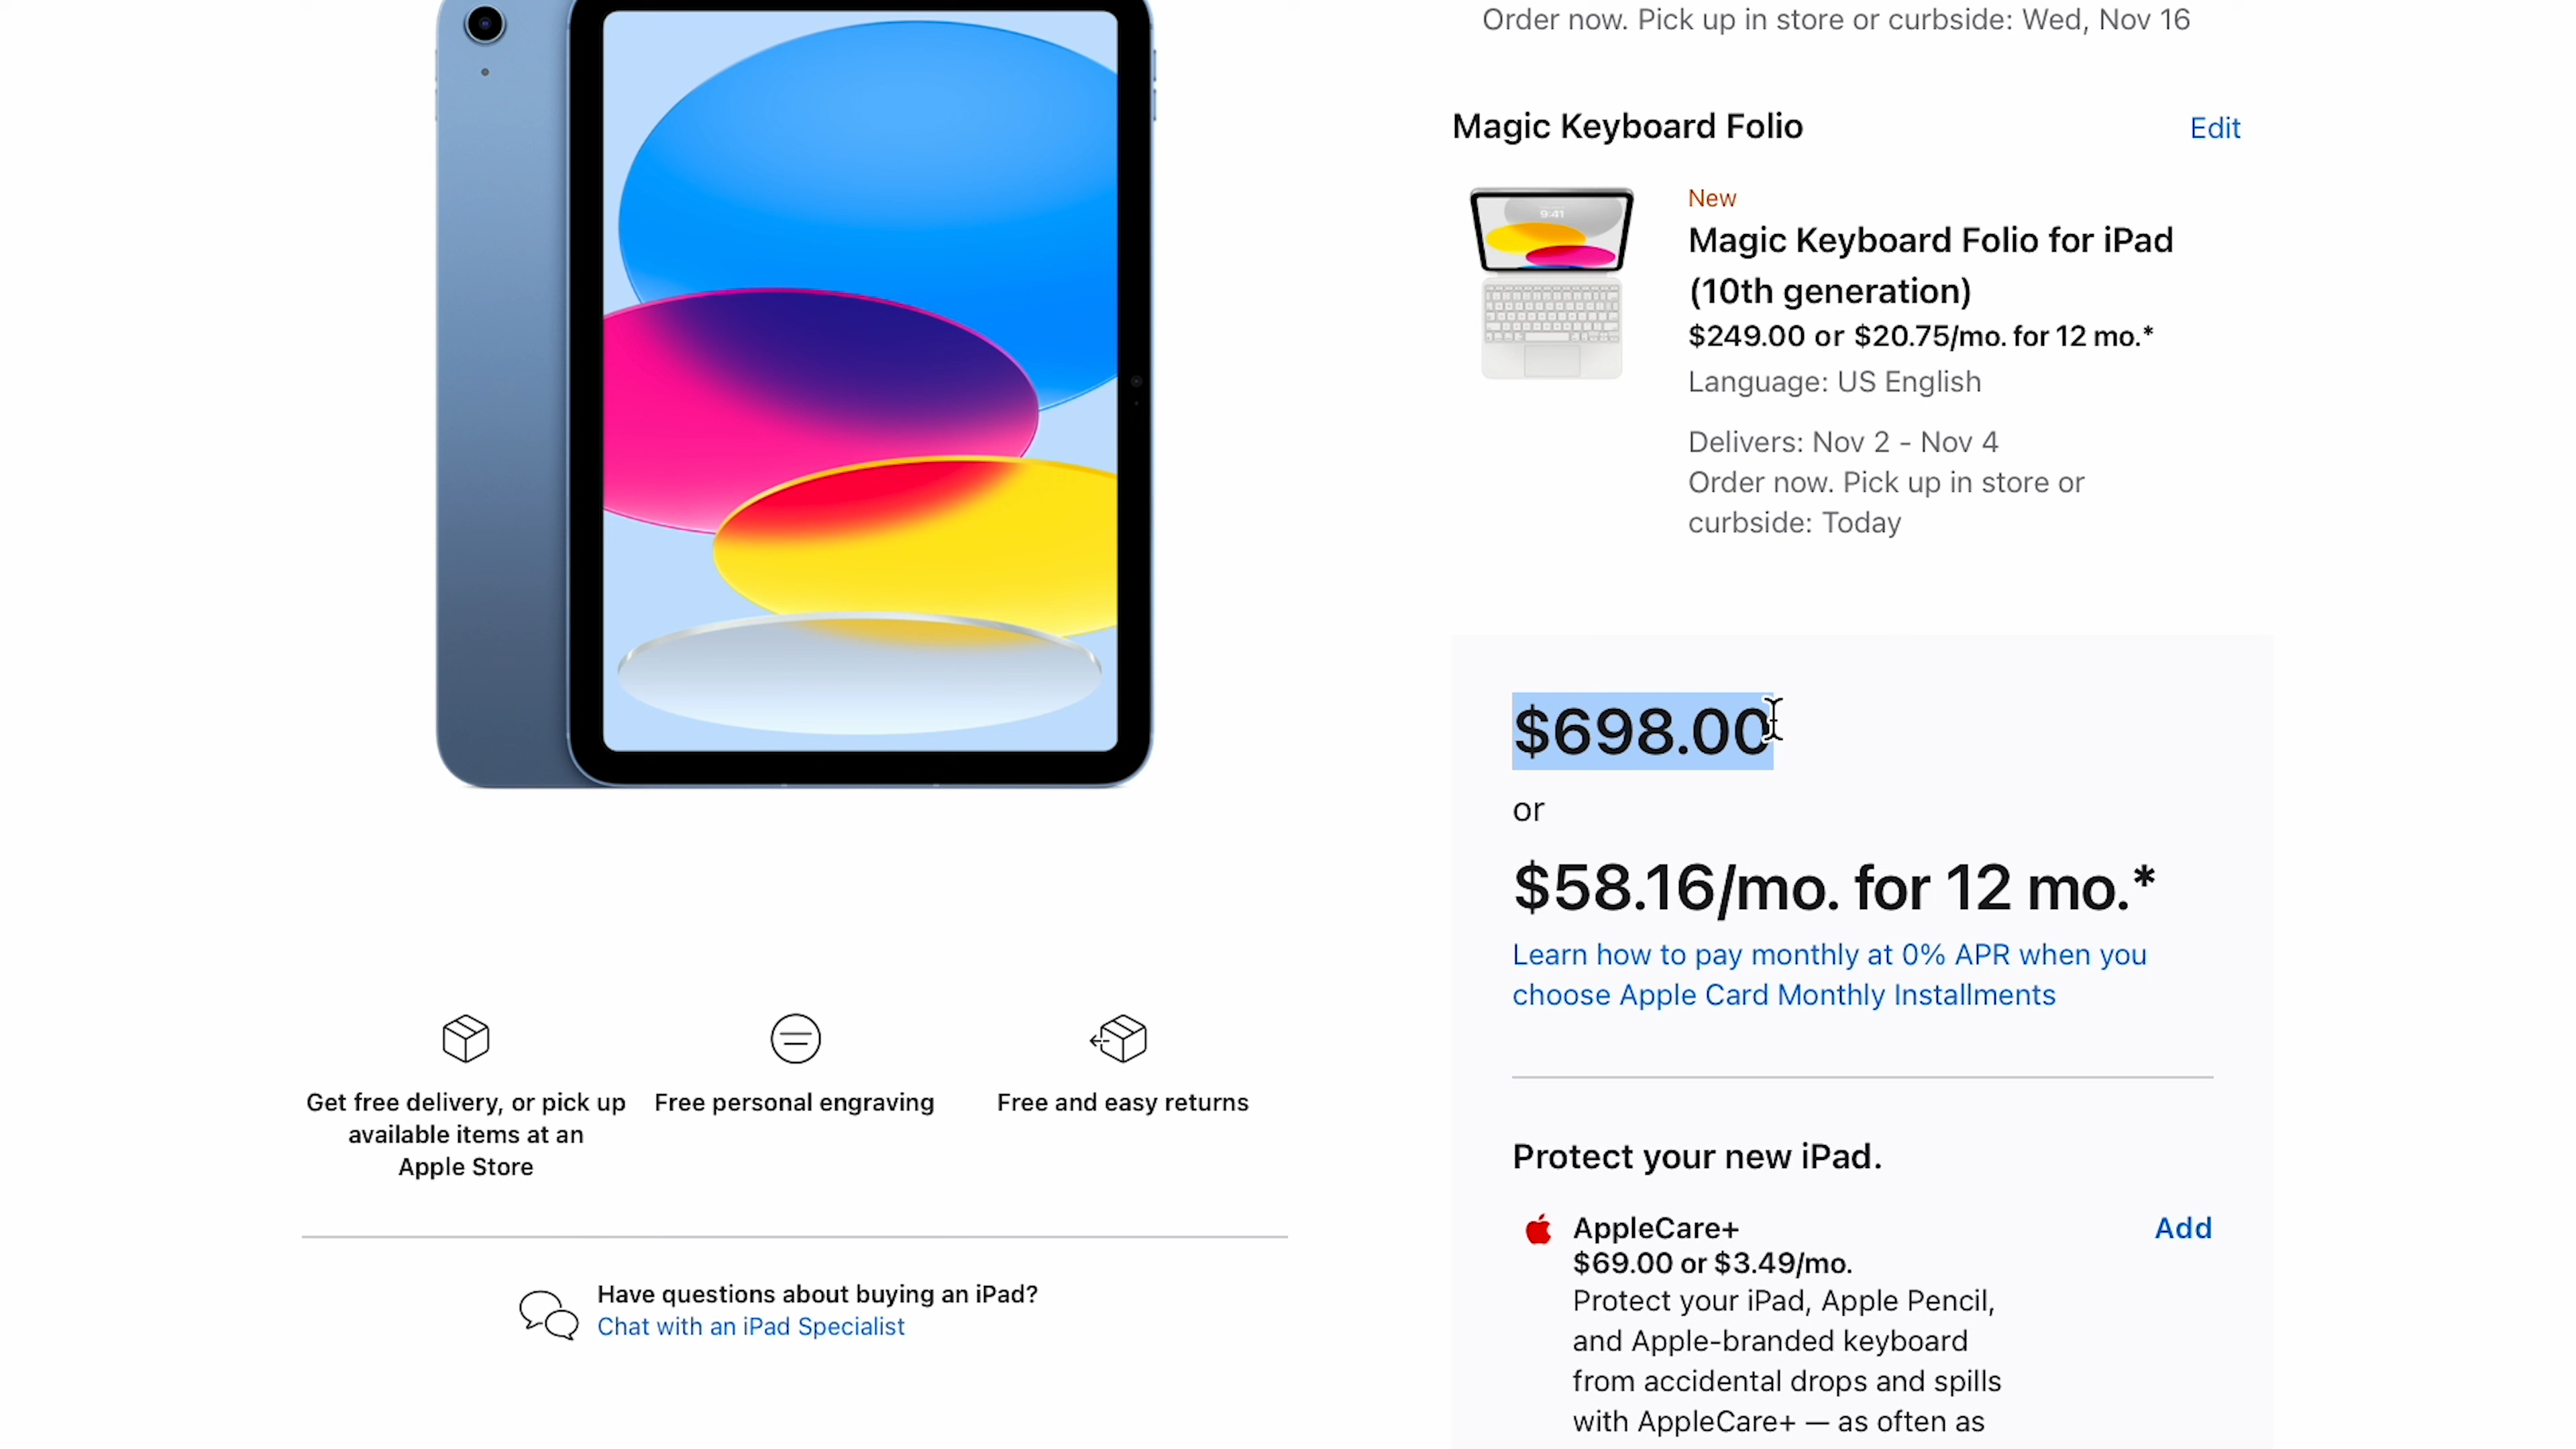 Order now. Pick up in store or curbside: Wed, Nov 16
Magic Keyboard Folio
Edit
9:41
New
Magic Keyboard Folio for iPad
(10th generation)
$249.00 or $20.75/mo. for 12 mo.*
Language: US English
Delivers: Nov 2 - Nov 4
Order now. Pick up in store or
curbside: Today
$698.00
or
$58.16/mo. for 12 mo.*
Learn how to pay monthly at 0% APR when you
choose Apple Card Monthly Installments
Get free delivery, or pick up
available items at an
Apple Store
Free personal engraving
Free and easy returns
Have questions about buying an iPad?
Chat with an iPad Specialist
Protect your new iPad.
AppleCare+
Add
$69.00 or $3.49/mo.
Protect your iPad, Apple Pencil,
and Apple-branded keyboard
from accidental drops and spills
with AppleCare+ — as often as